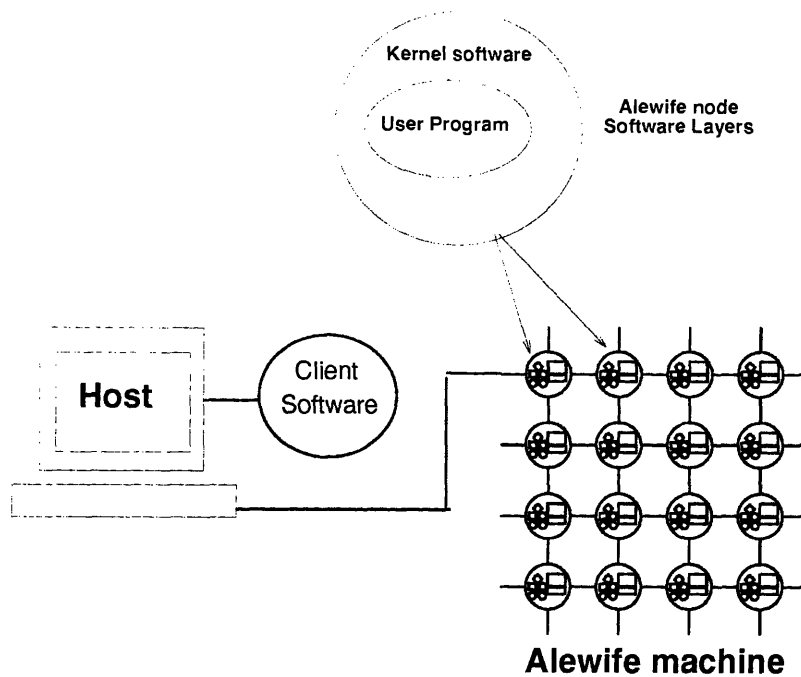 Kernel software
User Program
Alewife node
Software Layers
Host
Client
Software
Alewife machine